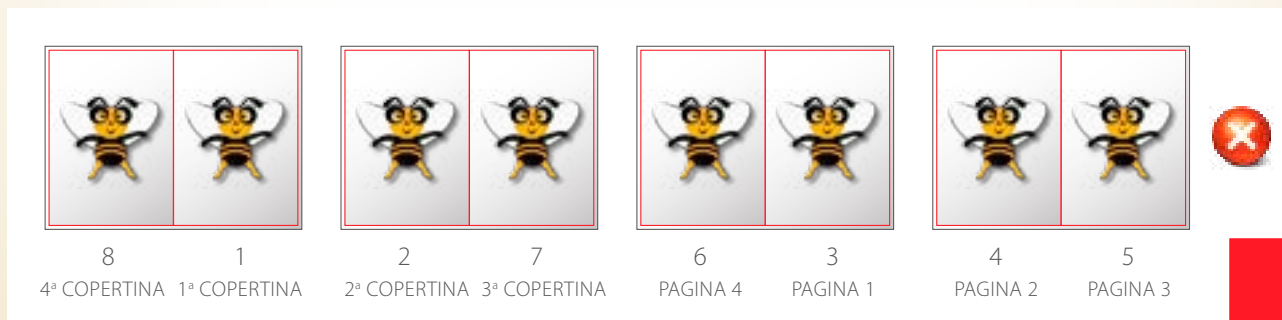 8 1 2 7 6 3 4 5
4ª COPERTINA 1ª COPERTINA 2ª COPERTINA 3ª COPERTINA PAGINA 4 PAGINA 1 PAGINA 2 PAGINA 3